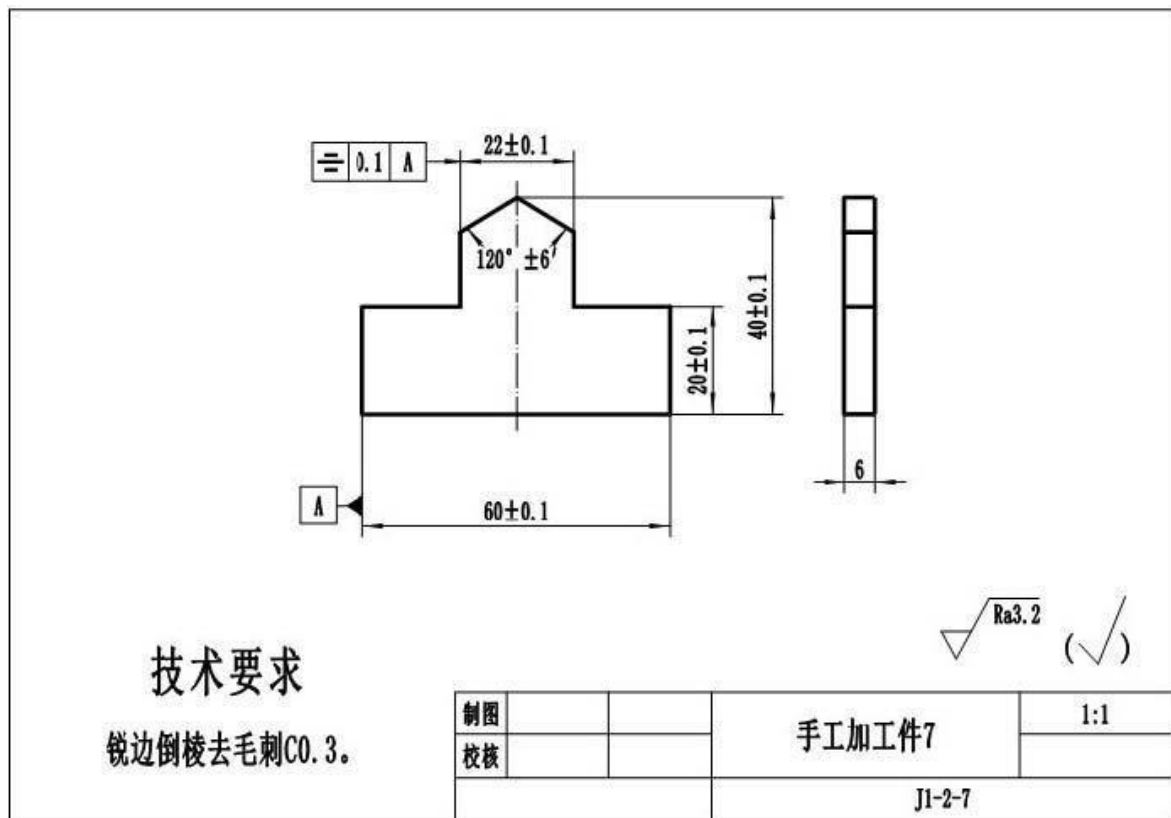 22±0.1
0.1 A
120° ±6′
40±0.1
20±0.1
6
A
60±0.1
Ra3.2
(√)
技术要求
锐边倒棱去毛刺C0.3。
制图
手工加工件7
1:1
校核
J1-2-7